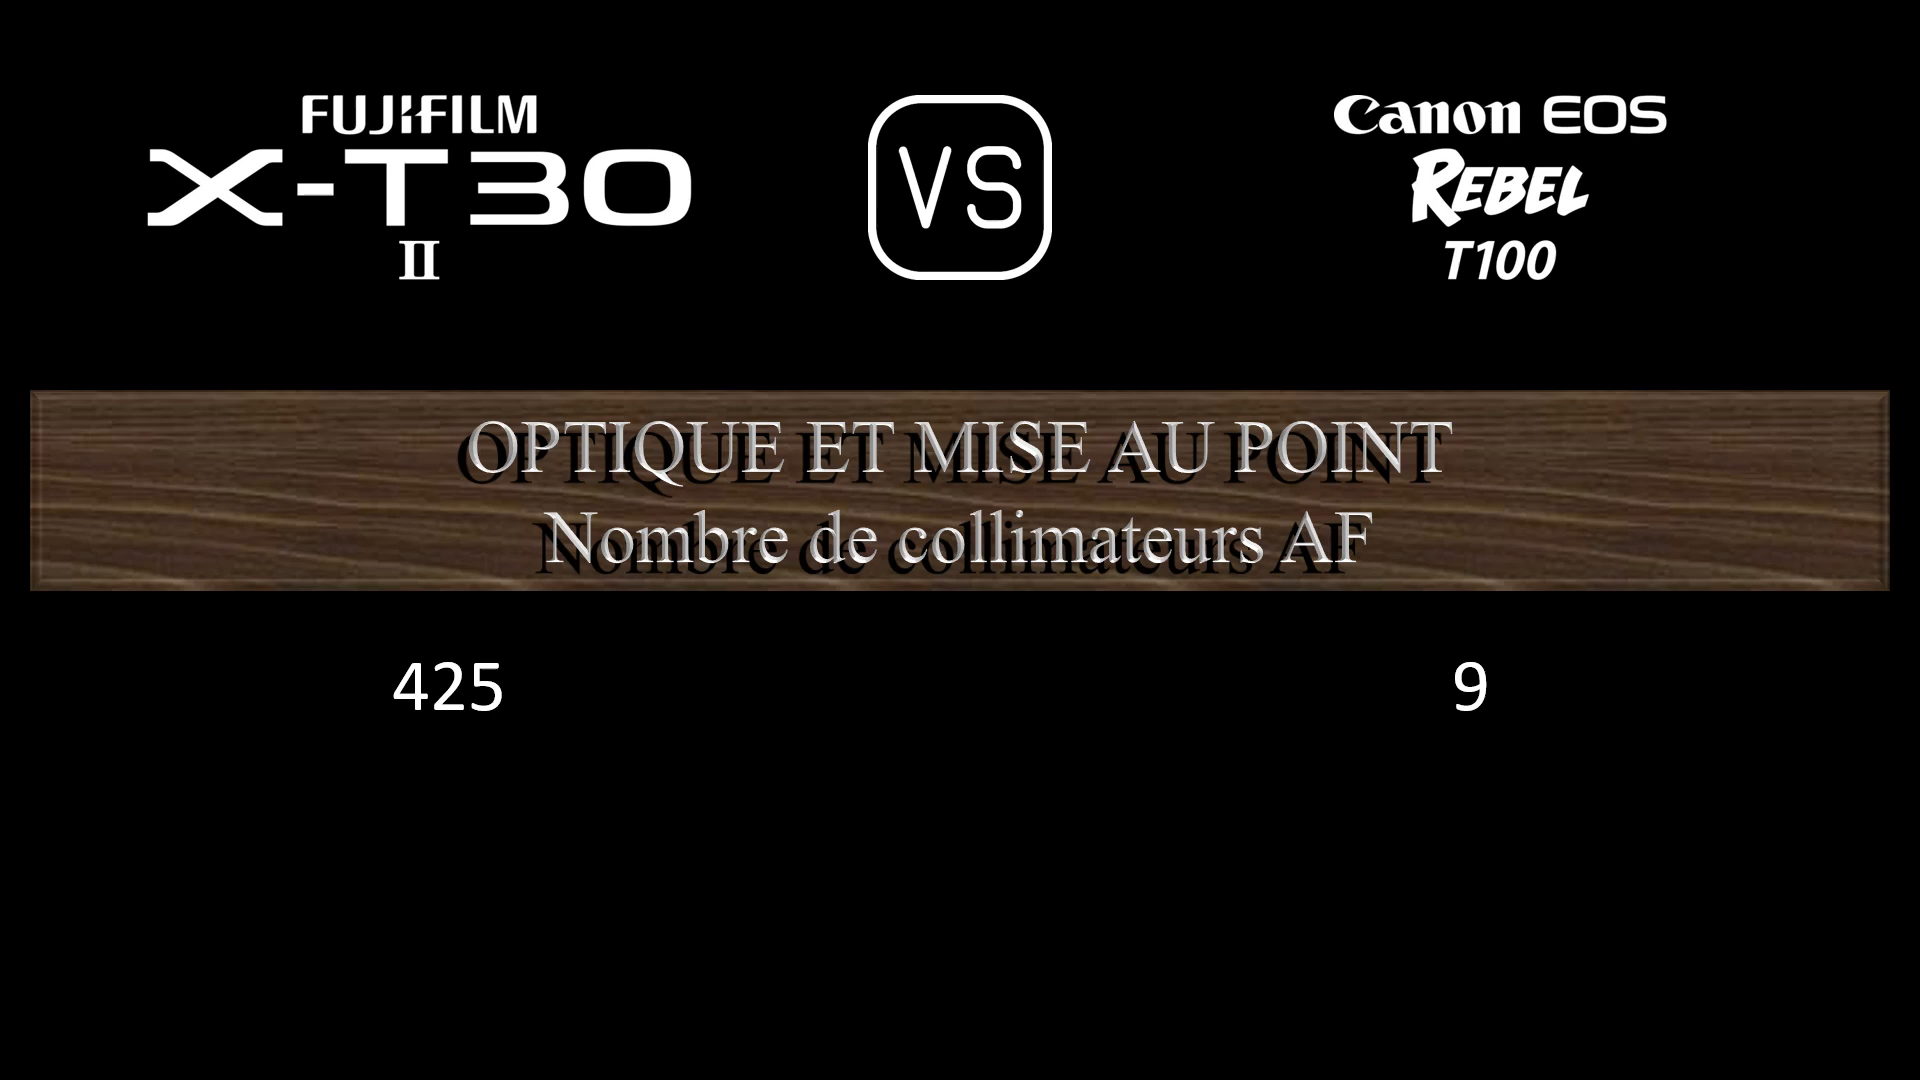 FUJIFILM
X-T30
II
VS
Canon EOS
REBEL
T100
OPTIQUE ET MISE AU POINT
Nombre de collimateurs AF
425
9